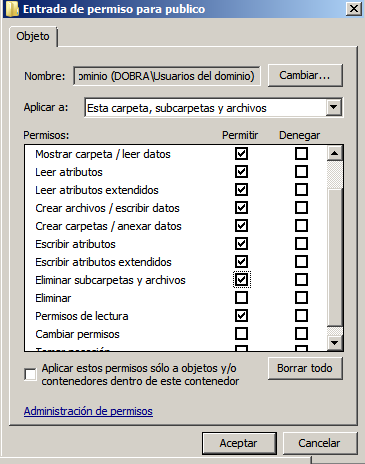 Entrada de permiso para publico
Objeto
Nombre: ominio (DOBRA\Usuarios del dominio) Cambiar...
Aplicar a: Esta carpeta, subcarpetas y archivos
Permisos: Permitir Denegar
Mostrar carpeta / leer datos
Leer atributos
Leer atributos extendidos
Crear archivos / escribir datos
Crear carpetas / anexar datos
Escribir atributos
Escribir atributos extendidos
Eliminar subcarpetas y archivos
Eliminar
Permisos de lectura
Cambiar permisos
Aplicar estos permisos sólo a objetos y/o
contenedores dentro de este contenedor
Borrar todo
Administración de permisos
Aceptar Cancelar